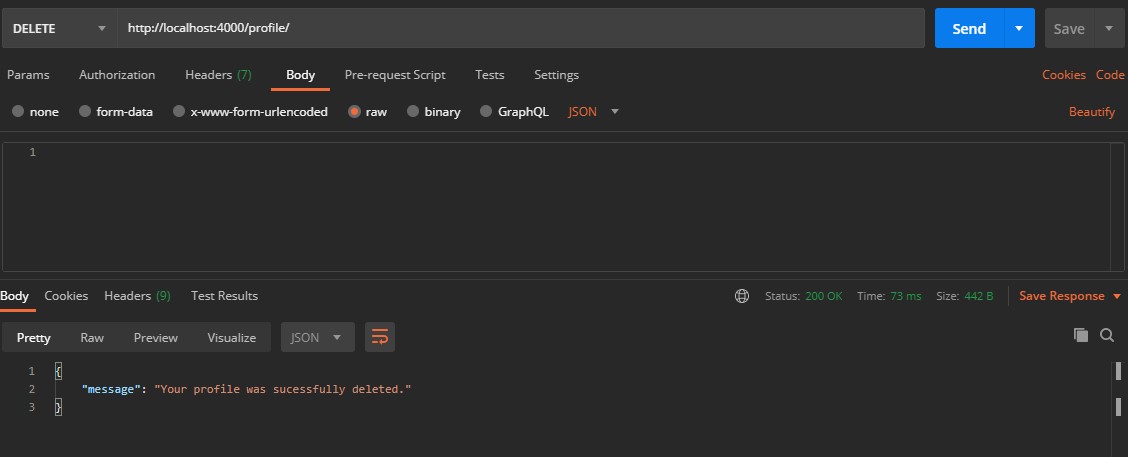 DELETE http://localhost:4000/profile/ Send Save
Params Authorization Headers (7) Body Pre-request Script Tests Settings Cookies Code
none form-data x-www-form-urlencoded raw binary GraphQL JSON Beautify
1
Body Cookies Headers (9) Test Results Status: 200 OK Time: 73 ms Size: 442 B Save Response
Pretty Raw Preview Visualize JSON
1 {
2 "message": "Your profile was sucessfully deleted."
3 }